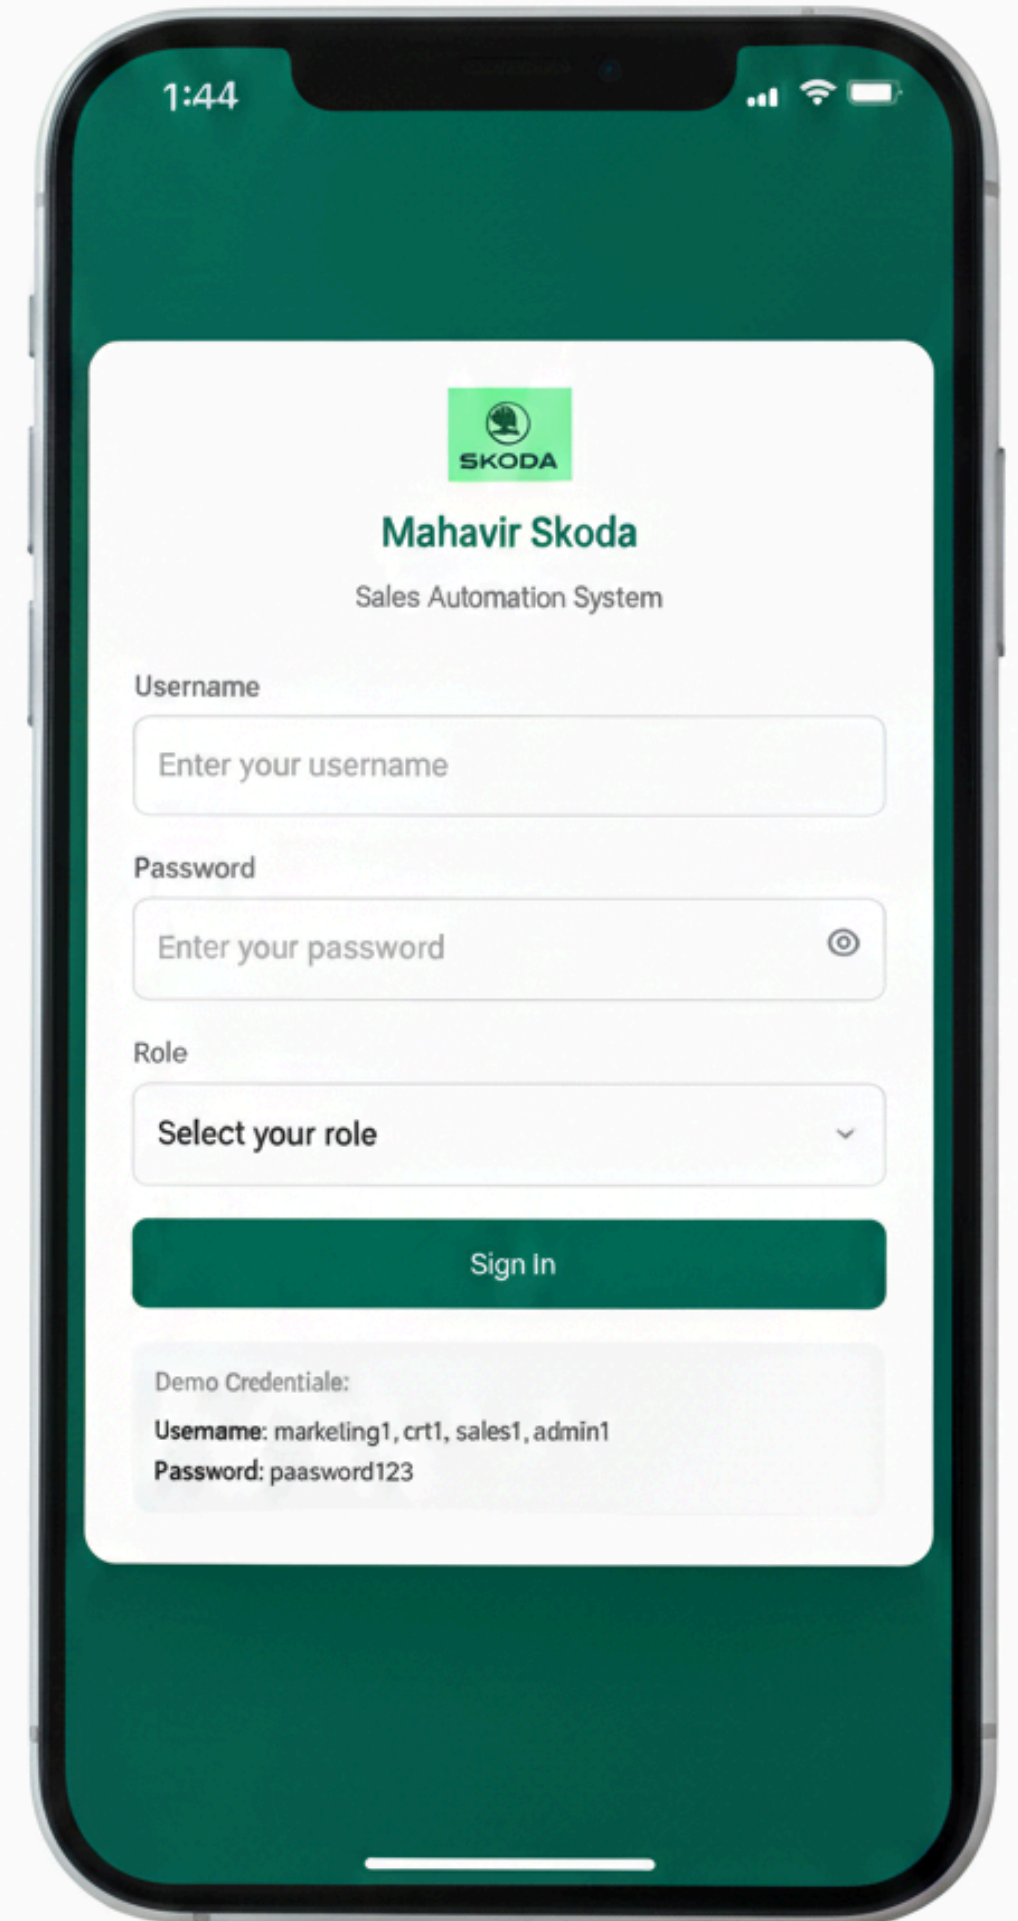 1:44
SKODA
Mahavir Skoda
Sales Automation System
Username
Enter your username
Password
Enter your password
Role
Select your role
Sign In
Demo Credentiale:
Username: marketing1, crt1, sales1, admin1
Password: paasword123